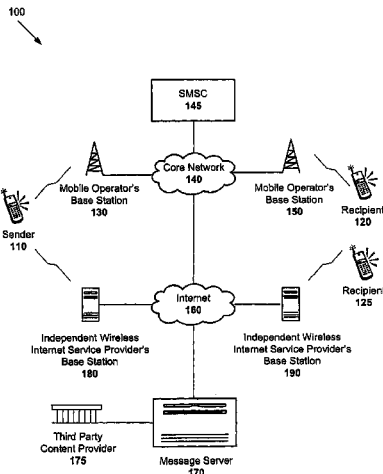 100
SMSC
145
Core Network
140
Mobile Operator's
Base Station
130
Mobile Operator's
Base Station
150
Sender
110
Recipient
120
Recipient
125
Internet
160
Independent Wireless
Internet Service Provider's
Base Station
180
Independent Wireless
Internet Service Provider's
Base Station
190
Third Party
Content Provider
175
Message Server
170